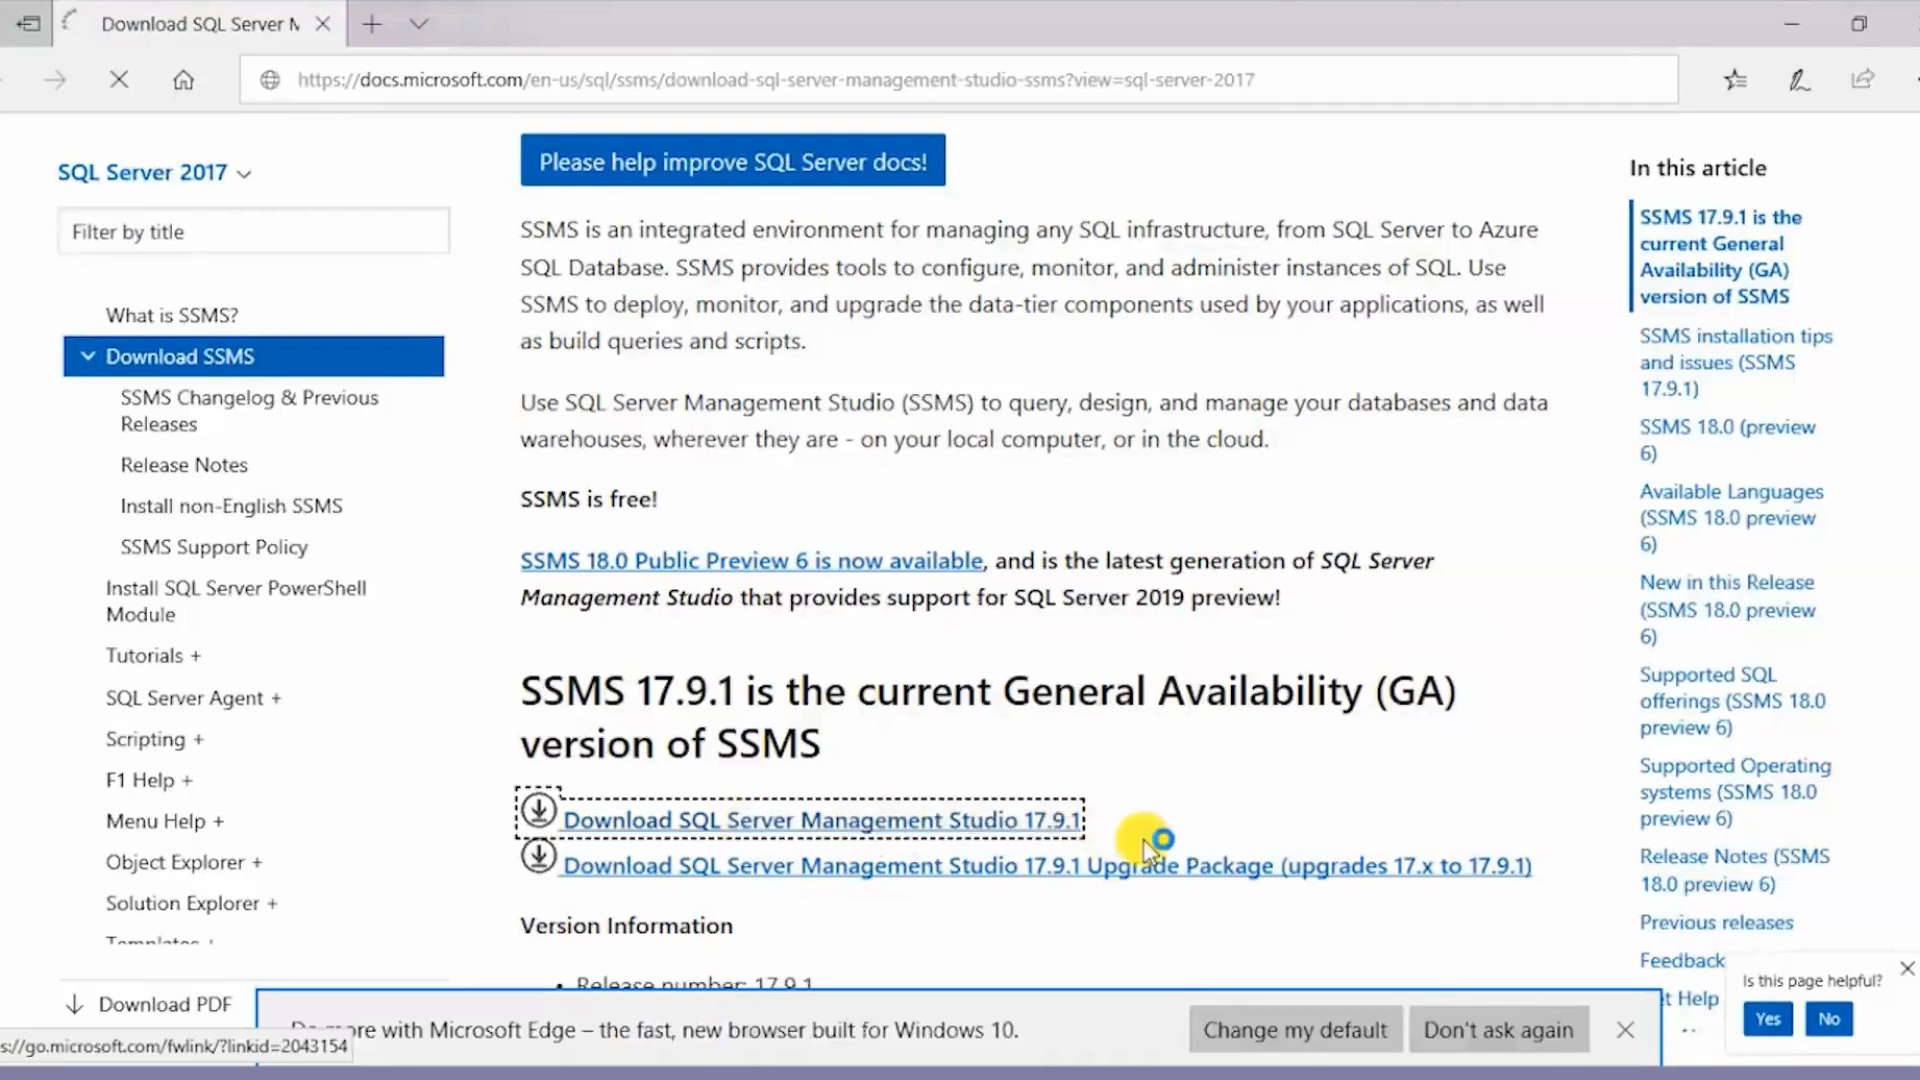 Download SQL Server M
https://docs.microsoft.com/en-us/sql/ssms/download-sql-server-management-studio-ssms?view=sql-server-2017
SQL Server 2017
Filter by title
What is SSMS?
Download SSMS
SSMS Changelog & Previous
Releases
Release Notes
Install non-English SSMS
SSMS Support Policy
Install SQL Server PowerShell
Module
Tutorials +
SQL Server Agent +
Scripting +
F1 Help +
Menu Help +
Object Explorer +
Solution Explorer +
Templates +
Download PDF
s://go.microsoft.com/fwlink/?linkid=2043154
Please help improve SQL Server docs!
SSMS is an integrated environment for managing any SQL infrastructure, from SQL Server to Azure
SQL Database. SSMS provides tools to configure, monitor, and administer instances of SQL. Use
SSMS to deploy, monitor, and upgrade the data-tier components used by your applications, as well
as build queries and scripts.
Use SQL Server Management Studio (SSMS) to query, design, and manage your databases and data
warehouses, wherever they are - on your local computer, or in the cloud.
SSMS is free!
SSMS 18.0 Public Preview 6 is now available, and is the latest generation of SQL Server
Management Studio that provides support for SQL Server 2019 preview!
SSMS 17.9.1 is the current General Availability (GA)
version of SSMS
Download SQL Server Management Studio 17.9.1
Download SQL Server Management Studio 17.9.1 Upgrade Package (upgrades 17.x to 17.9.1)
Version Information
• Release number: 17.9.1
Do more with Microsoft Edge – the fast, new browser built for Windows 10.
Change my default
Don't ask again
In this article
SSMS 17.9.1 is the
current General
Availability (GA)
version of SSMS
SSMS installation tips
and issues (SSMS
17.9.1)
SSMS 18.0 (preview
6)
Available Languages
(SSMS 18.0 preview
6)
New in this Release
(SSMS 18.0 preview
6)
Supported SQL
offerings (SSMS 18.0
preview 6)
Supported Operating
systems (SSMS 18.0
preview 6)
Release Notes (SSMS
18.0 preview 6)
Previous releases
Feedback
et Help
Is this page helpful?
Yes
No